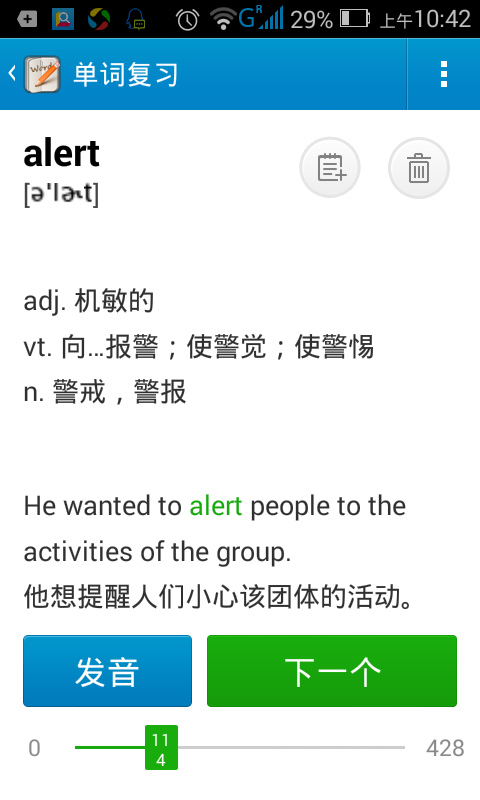 29% 上午10:42
单词复习
alert
[ə'lɚt]
adj. 机敏的
vt. 向...报警；使警觉；使警惕
n. 警戒，警报
He wanted to alert people to the
activities of the group.
他想提醒人们小心该团体的活动。
发音 下一个
0 114 428